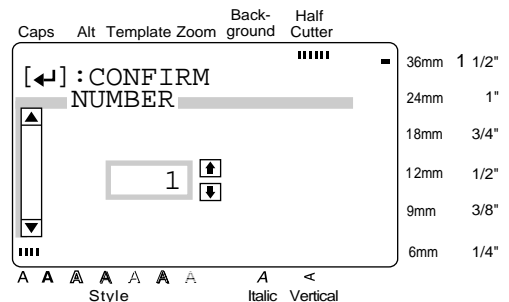 Back- Half
Caps Alt Template Zoom ground Cutter
[↵]:CONFIRM
NUMBER
1
36mm 1 1/2"
24mm 1"
18mm 3/4"
12mm 1/2"
9mm 3/8"
6mm 1/4"
A A A A A A A A A
Style Italic Vertical